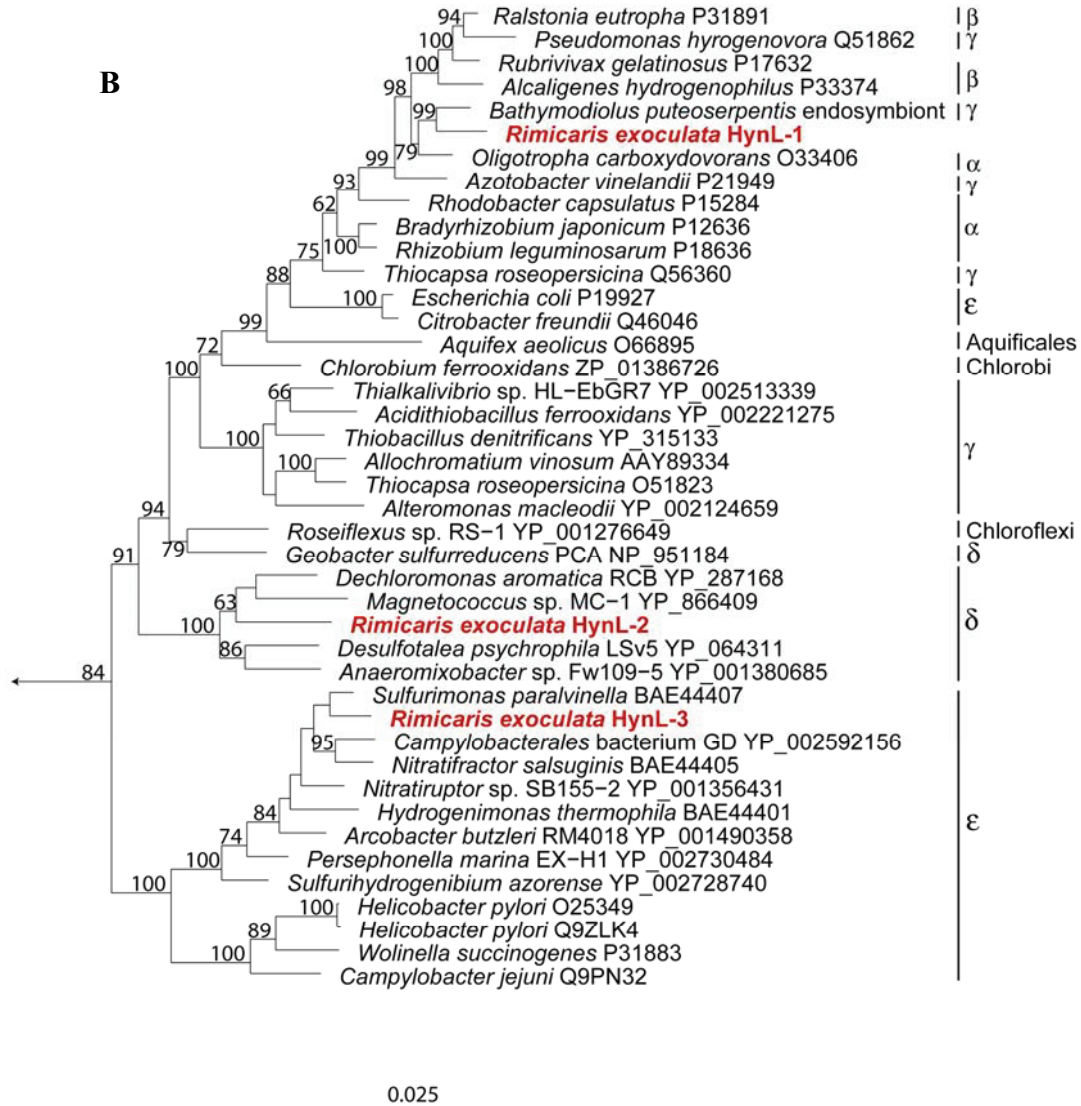 B
94 Ralstonia eutropha P31891 β
Pseudomonas hyrogenovora Q51862 γ
100
Rubrivivax gelatinosus P17632
100
Alcaligenes hydrogenophilus P33374 β
98
Bathymodiolus puteoserpentis endosymbiont γ
99
Rimicaris exoculata HynL-1
79
Oligotropha carboxydovorans O33406 α
99
Azotobacter vinelandii P21949 γ
93
Rhodobacter capsulatus P15284
62
Bradyrhizobium japonicum P12636 α
100 Rhizobium leguminosarum P18636
75
Thiocapsa roseopersicina Q56360 γ
88
100 Escherichia coli P19927 ε
Citrobacter freundii Q46046
99
Aquifex aeolicus O66895 Aquificales
72
Chlorobium ferrooxidans ZP_01386726 Chlorobi
100
66 Thialkalivibrio sp. HL−EbGR7 YP_002513339
Acidithiobacillus ferrooxidans YP_002221275
100 Thiobacillus denitrificans YP_315133
γ
100 Allochromatium vinosum AAY89334
Thiocapsa roseopersicina O51823
Alteromonas macleodii YP_002124659
94
Roseiflexus sp. RS−1 YP_001276649 Chloroflexi
79 Geobacter sulfurreducens PCA NP_951184 δ
91
Dechloromonas aromatica RCB YP_287168
63 Magnetococcus sp. MC−1 YP_866409
100 Rimicaris exoculata HynL-2 δ
86 Desulfotalea psychrophila LSv5 YP_064311
Anaeromixobacter sp. Fw109−5 YP_001380685
84
Sulfurimonas paralvinella BAE44407
Rimicaris exoculata HynL-3
95 Campylobacterales bacterium GD YP_002592156
Nitratifractor salsuginis BAE44405
Nitratiruptor sp. SB155−2 YP_001356431
84 Hydrogenimonas thermophila BAE44401
ε
74 Arcobacter butzleri RM4018 YP_001490358
100 Persephonella marina EX−H1 YP_002730484
Sulfurihydrogenibium azorense YP_002728740
100
100 Helicobacter pylori O25349
89 Helicobacter pylori Q9ZLK4
100 Wolinella succinogenes P31883
Campylobacter jejuni Q9PN32
0.025